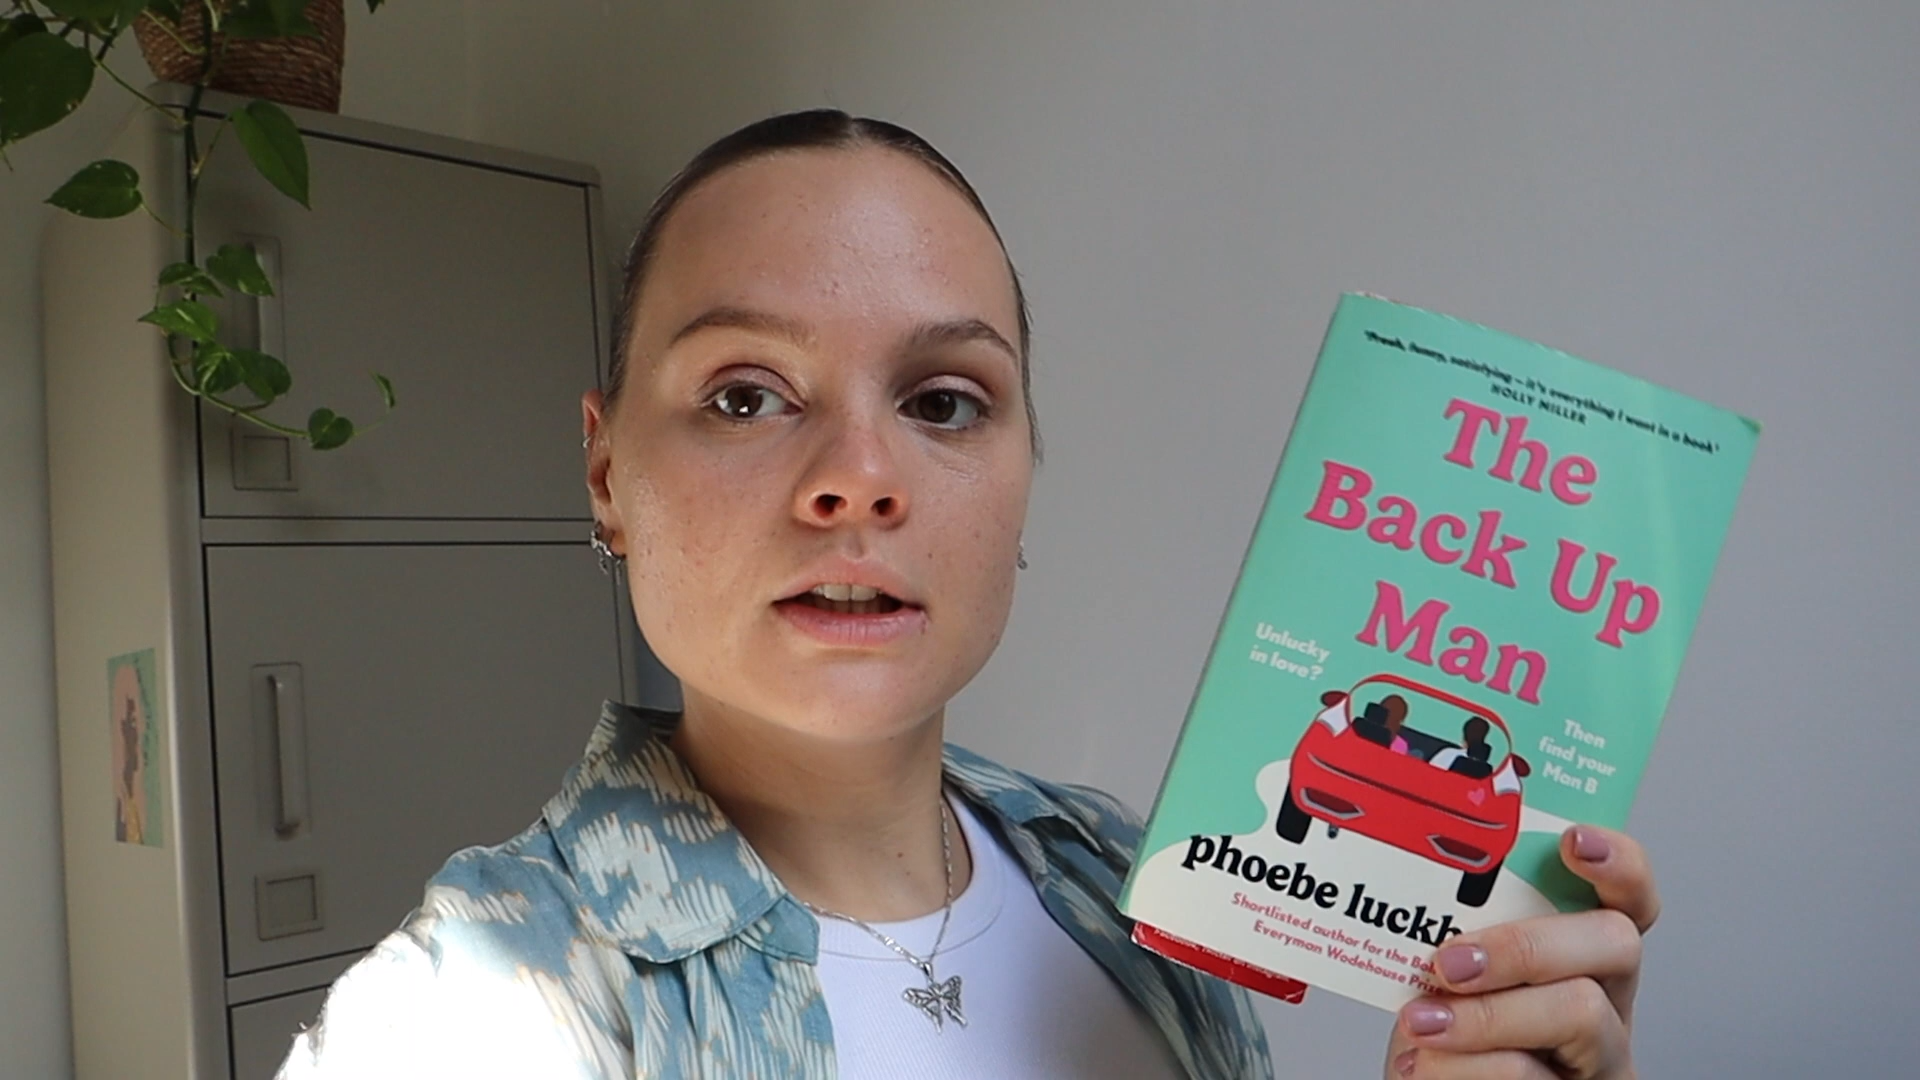 'Fresh, funny, satisfying – it's everything I want in a book'
HOLLY MILLER
The
Back Up
Man
Unlucky
in love?
Then
find your
Man B
phoebe luckh
Shortlisted author for the Bol
Everyman Wodehouse Priz